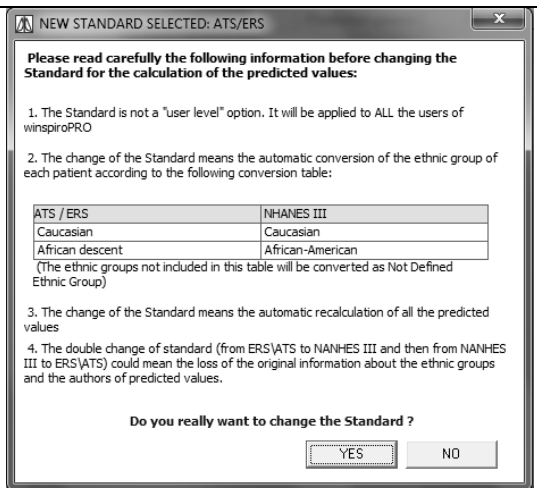 NEW STANDARD SELECTED: ATS/ERS
Please read carefully the following information before changing the
Standard for the calculation of the predicted values:
1. The Standard is not a "user level" option. It will be applied to ALL the users of
winspiroPRO
2. The change of the Standard means the automatic conversion of the ethnic group of
each patient according to the following conversion table:
ATS / ERS NHANES III
Caucasian Caucasian
African descent African-American
(The ethnic groups not included in this table will be converted as Not Defined
Ethnic Group)
3. The change of the Standard means the automatic recalculation of all the predicted
values
4. The double change of standard (from ERS\ATS to NANHES III and then from NANHES
III to ERS\ATS) could mean the loss of the original information about the ethnic groups
and the authors of predicted values.
Do you really want to change the Standard ?
YES NO